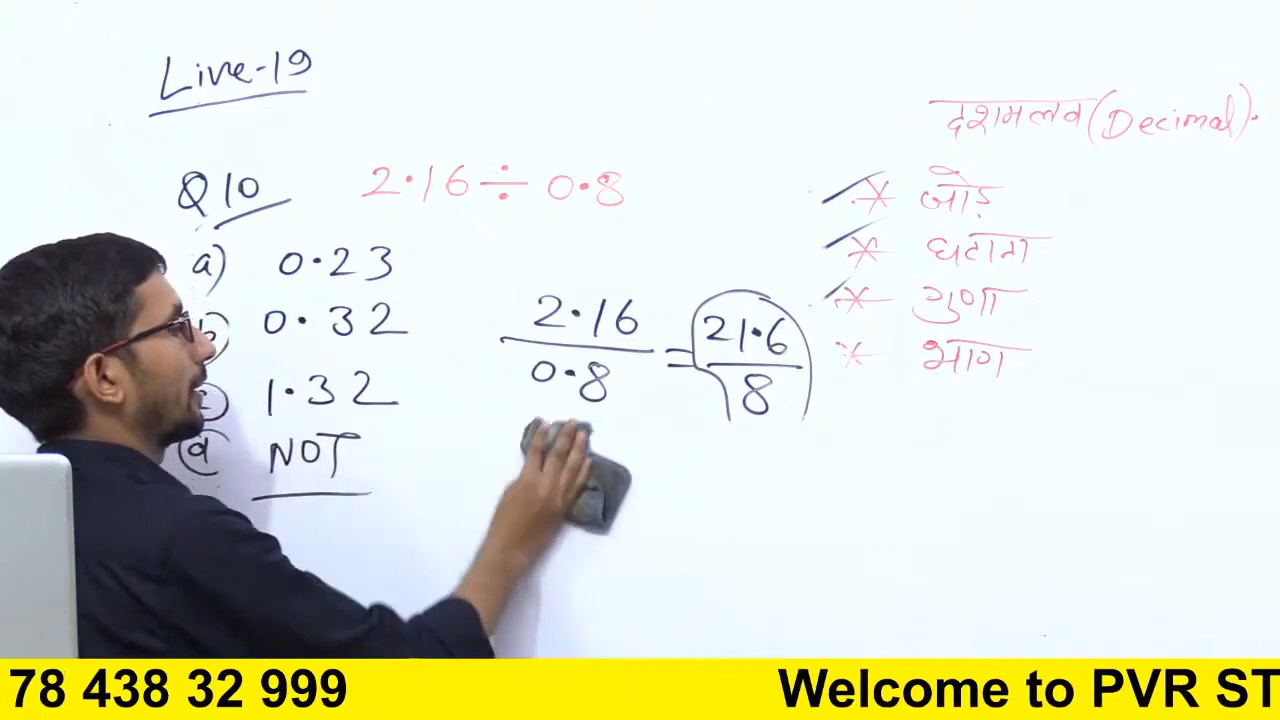 Live-19
दशमलव (Decimal).
Q 10 2.16 ÷ 0.8
a) 0.23
b) 0.32
c) 1.32
d) NOT
2.16 / 0.8 = 21.6 / 8
* जोड़
* घटाना
* गुणा
* भाग
78 438 32 999
Welcome to PVR ST